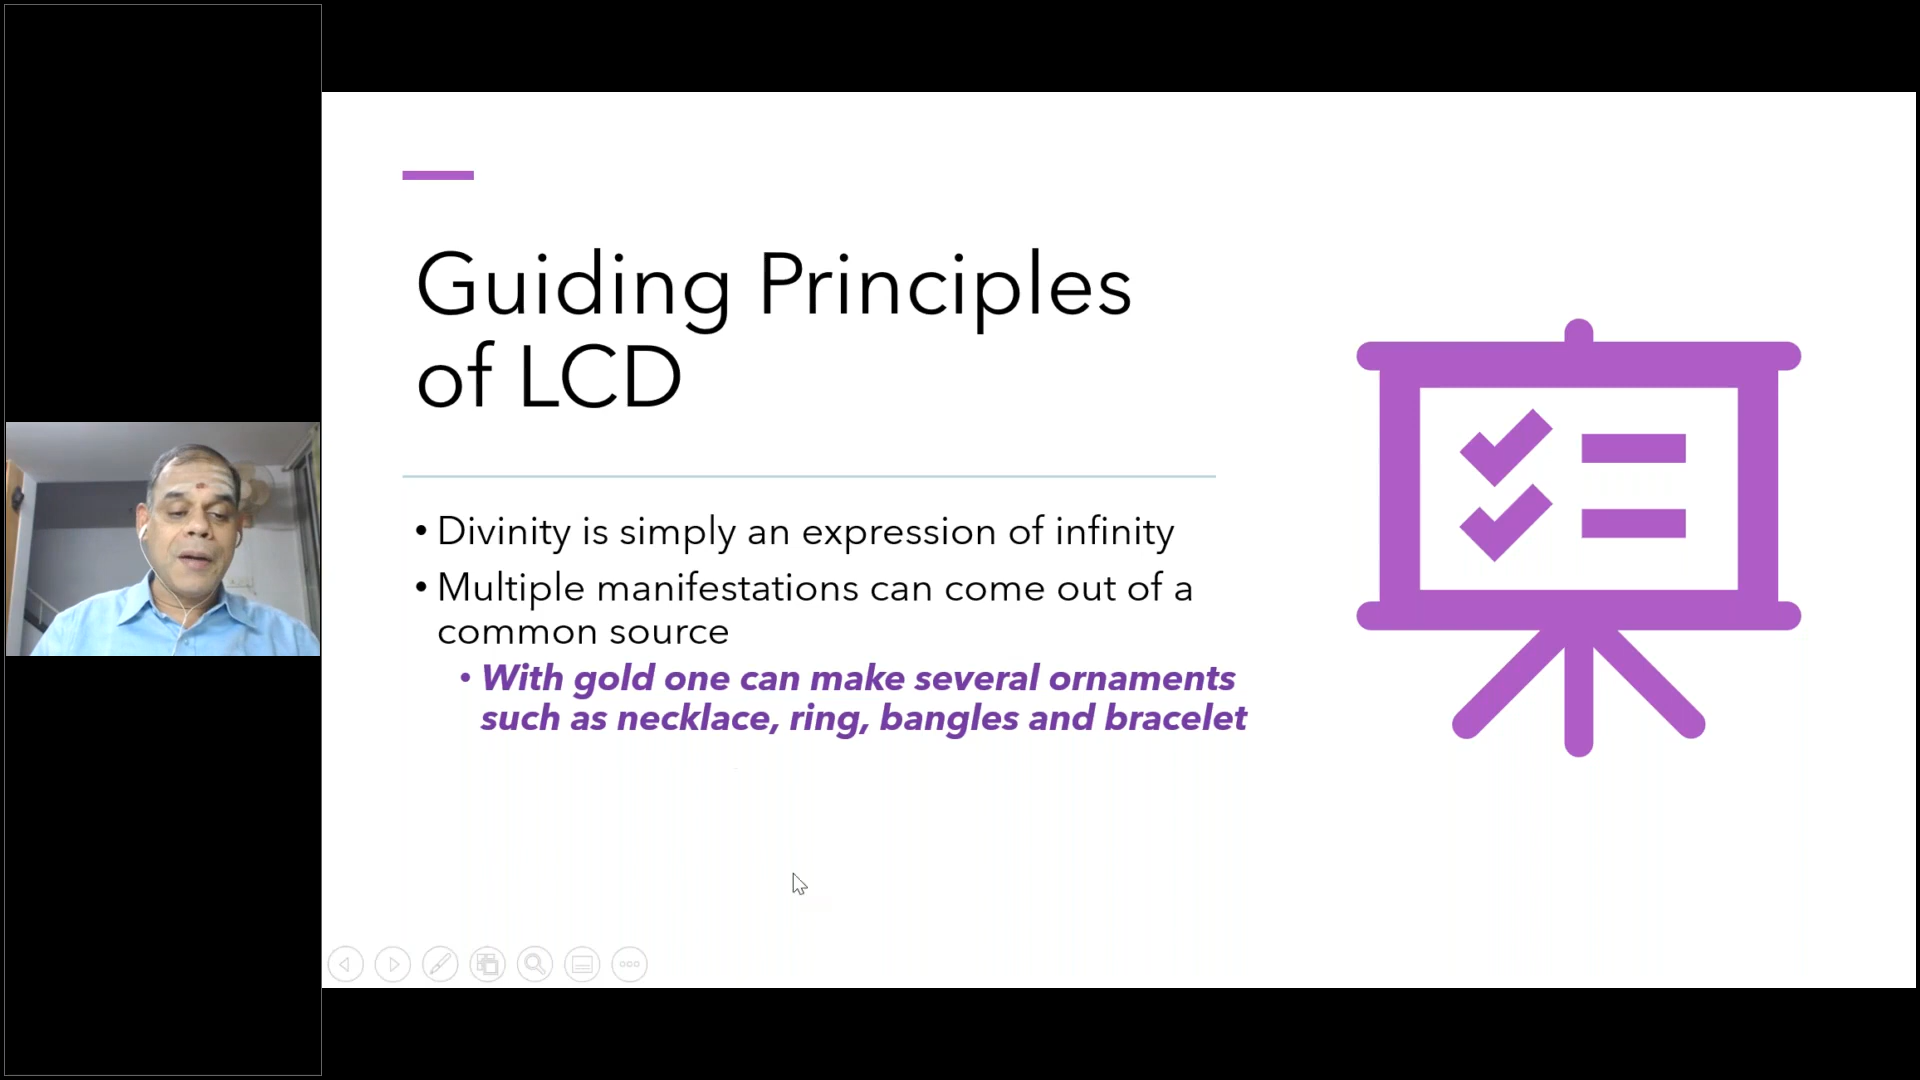 Guiding Principles
of LCD
• Divinity is simply an expression of infinity
• Multiple manifestations can come out of a
common source
• With gold one can make several ornaments
such as necklace, ring, bangles and bracelet